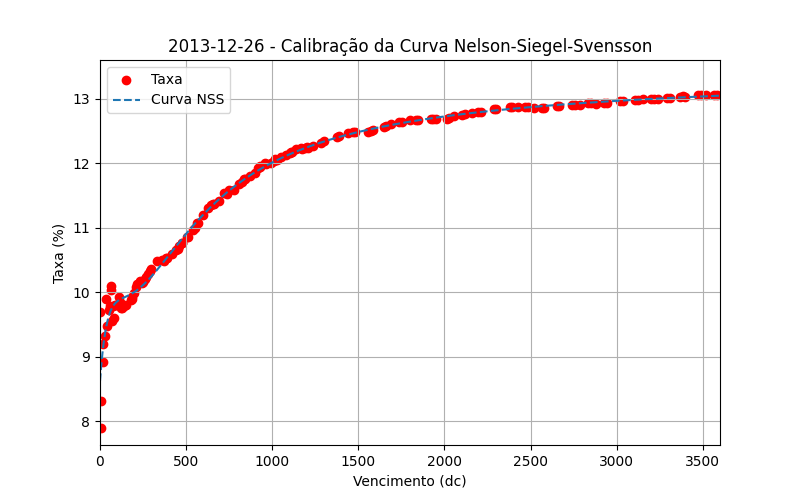 2013-12-26 - Calibração da Curva Nelson-Siegel-Svensson
Taxa
Curva NSS
Taxa (%)
13
12
11
10
9
8
0 500 1000 1500 2000 2500 3000 3500
Vencimento (dc)